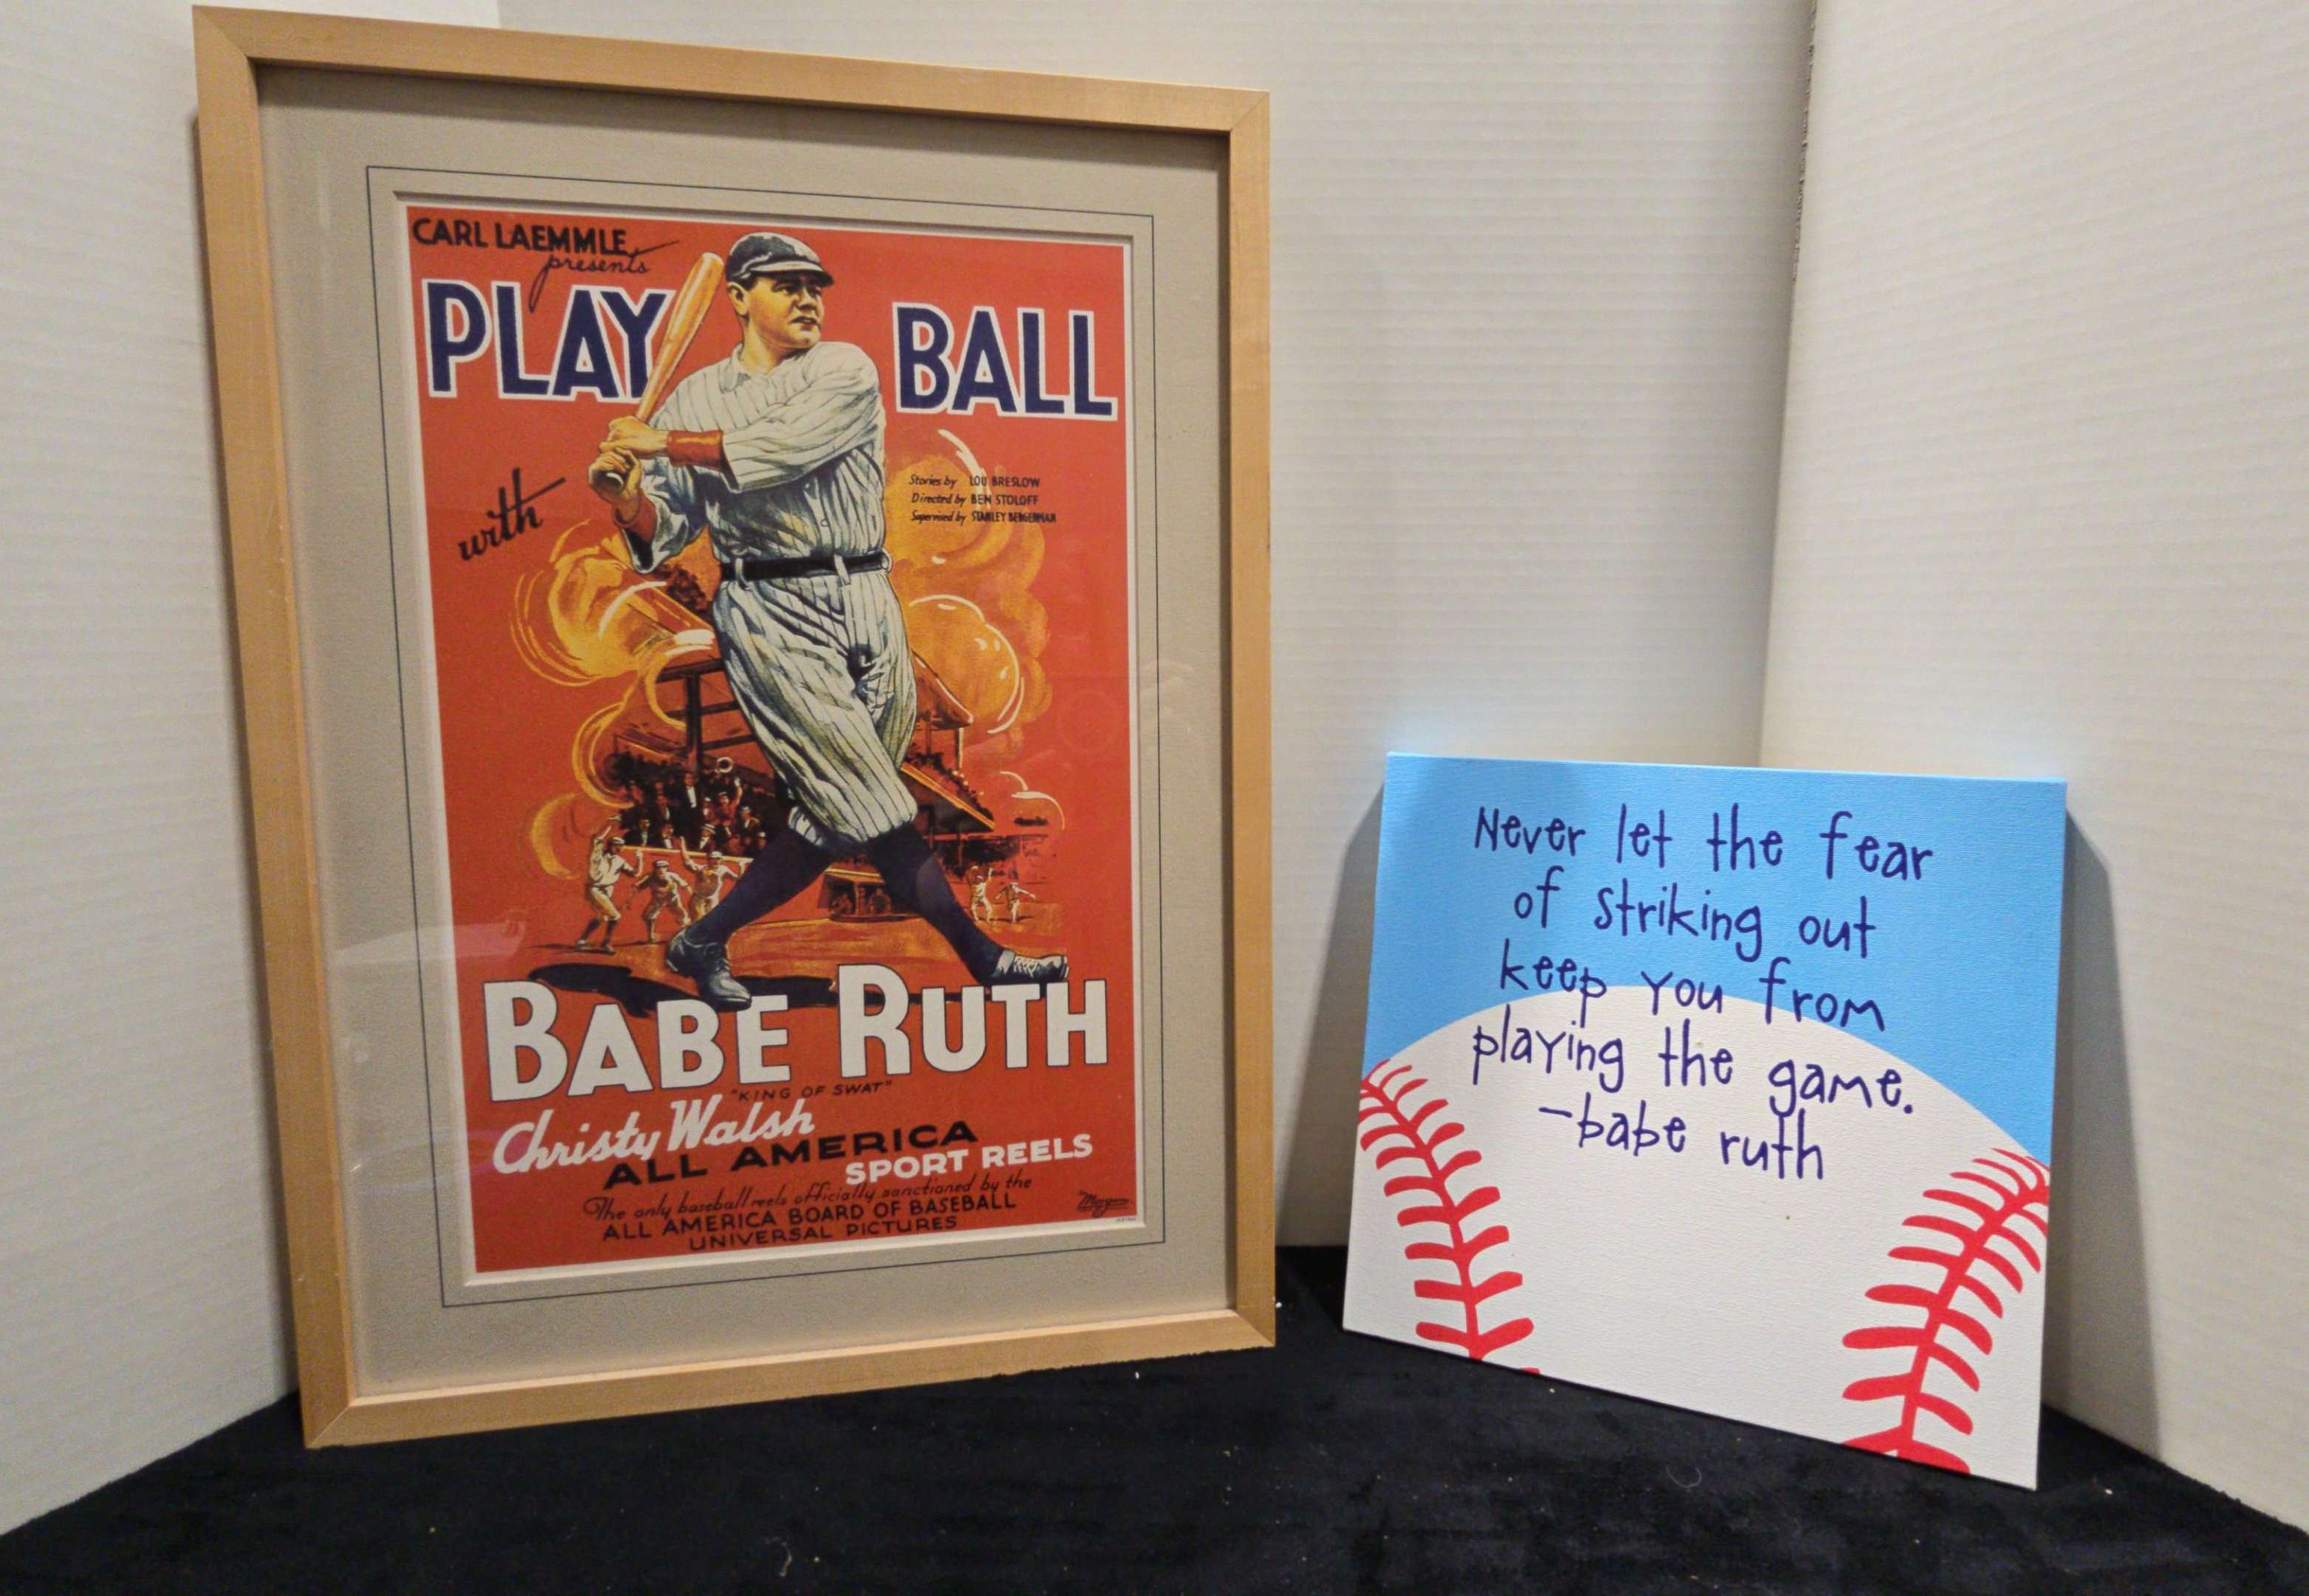 CARL LAEMMLE
presents
PLAY BALL
with
Stories by LOU BRESLOW
Directed by BEN STOLOFF
Supervised by STANLEY BERGERMAN
BABE RUTH
"KING OF SWAT"
Christy Walsh
ALL AMERICA
SPORT REELS
The only baseball reels officially sanctioned by the
ALL AMERICA BOARD OF BASEBALL
UNIVERSAL PICTURES
Morgan
Never let the fear
of striking out
keep you from
playing the game.
-babe ruth